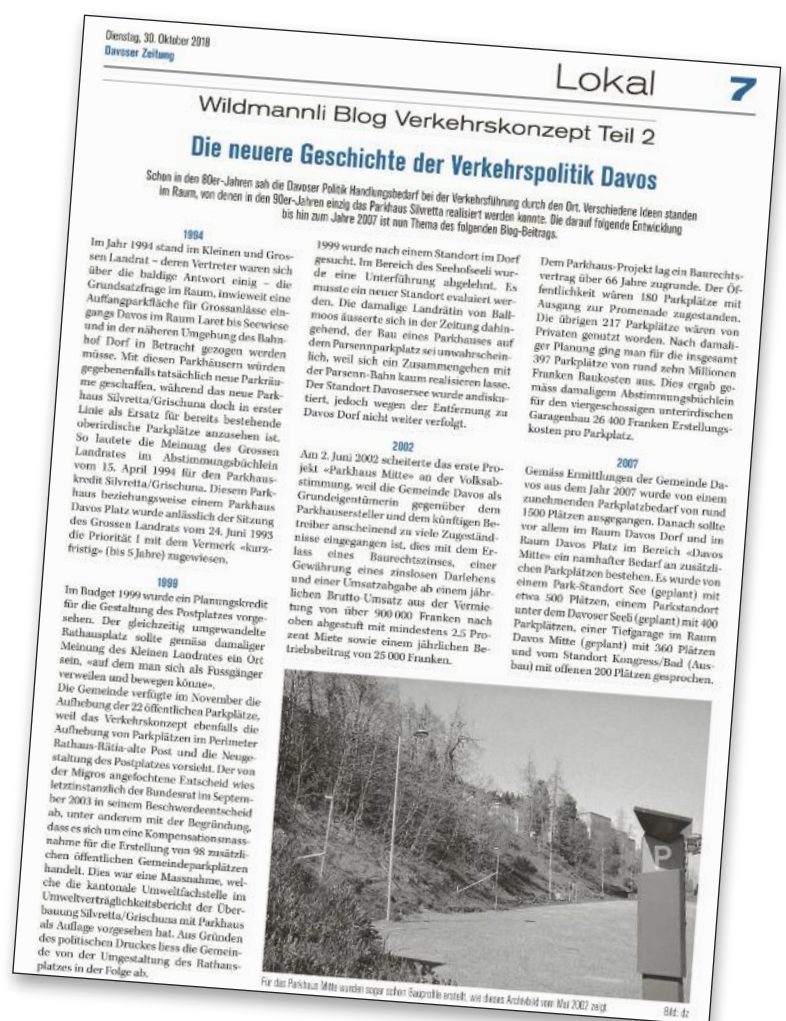 Dienstag, 30. Oktober 2018
Davoser Zeitung
Lokal
7
Wildmannli Blog Verkehrskonzept Teil 2
Die neuere Geschichte der Verkehrspolitik Davos
Schon in den 80er-Jahren sah die Davoser Politik Handlungsbedarf bei der Verkehrsführung durch den Ort. Verschiedene Ideen standen
im Raum, von denen in den 90er-Jahren einzig das Parkhaus Silvretta realisiert werden konnte. Die darauf folgende Entwicklung
bis hin zum Jahre 2007 ist nun Thema des folgenden Blog-Beitrags.
1994
Im Jahr 1994 stand im Kleinen und Gros-
sen Landrat – deren Vertreter waren sich
über die baldige Antwort einig – die
Grundsatzfrage im Raum, inwieweit eine
Auffangparkfläche für Grossanlässe ein-
gangs Davos im Raum Laret bis Seewiese
und in der näheren Umgebung des Bahn-
hof Dorf in Betracht gezogen werden
müsse. Mit diesen Parkhäusern würden
gegebenenfalls tatsächlich neue Parkräu-
me geschaffen, während das neue Park-
haus Silvretta/Grischuna doch in erster
Linie als Ersatz für bereits bestehende
oberirdische Parkplätze anzusehen ist.
So lautete die Meinung des Grossen
Landrates im Abstimmungsbüchlein
vom 15. April 1994 für den Parkhaus-
kredit Silvretta/Grischuna. Diesem Park-
haus beziehungsweise einem Parkhaus
Davos Platz wurde anlässlich der Sitzung
des Grossen Landrats vom 24. Juni 1993
die Priorität I mit dem Vermerk «kurz-
fristig» (bis 5 Jahre) zugewiesen.
1999
Im Budget 1999 wurde ein Planungskredit
für die Gestaltung des Postplatzes vorge-
sehen. Der gleichzeitig umgewandelte
Rathausplatz sollte gemäss damaliger
Meinung des Kleinen Landrates ein Ort
sein, «auf dem man sich als Fussgänger
verweilen und bewegen könne».
Die Gemeinde verfügte im November die
Aufhebung der 22 öffentlichen Parkplätze,
weil das Verkehrskonzept ebenfalls die
Aufhebung von Parkplätzen im Perimeter
Rathaus-Rätia-alte Post und die Neuge-
staltung des Postplatzes vorsieht. Der von
der Migros angefochtene Entscheid wies
letztinstanzlich der Bundesrat im Septem-
ber 2003 in seinem Beschwerdeentscheid
ab, unter anderem mit der Begründung,
dass es sich um eine Kompensationsmass-
nahme für die Erstellung von 98 zusätzli-
chen öffentlichen Gemeindeparkplätzen
handelt. Dies war eine Massnahme, wel-
che die kantonale Umweltfachstelle im
Umweltverträglichkeitsbericht der Über-
bauung Silvretta/Grischuna mit Parkhaus
als Auflage vorgesehen hat. Aus Gründen
des politischen Druckes liess die Gemein-
de von der Umgestaltung des Rathaus-
platzes in der Folge ab.
1999 wurde nach einem Standort im Dorf
gesucht. Im Bereich des Seehofseeli wur-
de eine Unterführung abgelehnt. Es
musste ein neuer Standort evaluiert wer-
den. Die damalige Landrätin von Ball-
moos äusserte sich in der Zeitung dahin-
gehend, der Bau eines Parkhauses auf
dem Parsennparkplatz sei unwahrschein-
lich, weil sich ein Zusammengehen mit
der Parsenn-Bahn kaum realisieren lasse.
Der Standort Davosersee wurde andisku-
tiert, jedoch wegen der Entfernung zu
Davos Dorf nicht weiter verfolgt.
2002
Am 2. Juni 2002 scheiterte das erste Pro-
jekt «Parkhaus Mitte» an der Volksab-
stimmung, weil die Gemeinde Davos als
Grundeigentümerin gegenüber dem
Parkhausersteller und dem künftigen Be-
treiber anscheinend zu viele Zugeständ-
nisse eingegangen ist, dies mit dem Er-
lass eines Baurechtszinses, einer
Gewährung eines zinslosen Darlehens
und einer Umsatzabgabe ab einem jähr-
lichen Brutto-Umsatz aus der Vermie-
tung von über 900 000 Franken nach
oben abgestuft mit mindestens 2.5 Pro-
zent Miete sowie einem jährlichen Be-
triebsbeitrag von 25 000 Franken.
Dem Parkhaus-Projekt lag ein Baurechts-
vertrag über 66 Jahre zugrunde. Der Öf-
fentlichkeit wären 180 Parkplätze mit
Ausgang zur Promenade zugestanden.
Die übrigen 217 Parkplätze wären von
Privaten genutzt worden. Nach damali-
ger Planung ging man für die insgesamt
397 Parkplätze von rund zehn Millionen
Franken Baukosten aus. Dies ergab ge-
mäss damaligem Abstimmungsbüchlein
für den viergeschossigen unterirdischen
Garagenbau 26 400 Franken Erstellungs-
kosten pro Parkplatz.
2007
Gemäss Ermittlungen der Gemeinde Da-
vos aus dem Jahr 2007 wurde von einem
zunehmenden Parkplatzbedarf von rund
1500 Plätzen ausgegangen. Danach sollte
vor allem im Raum Davos Dorf und im
Raum Davos Platz im Bereich «Davos
Mitte» ein namhafter Bedarf an zusätzli-
chen Parkplätzen bestehen. Es wurde von
einem Park-Standort See (geplant) mit
etwa 500 Plätzen, einem Parkstandort
unter dem Davoser Seeli (geplant) mit 400
Parkplätzen, einer Tiefgarage im Raum
Davos Mitte (geplant) mit 360 Plätzen
und vom Standort Kongress/Bad (Aus-
bau) mit offenen 200 Plätzen gesprochen.
P
Für das Parkhaus Mitte wurden sogar schon Bauprofile erstellt, wie dieses Archivbild vom Mai 2002 zeigt.
Bild: dz